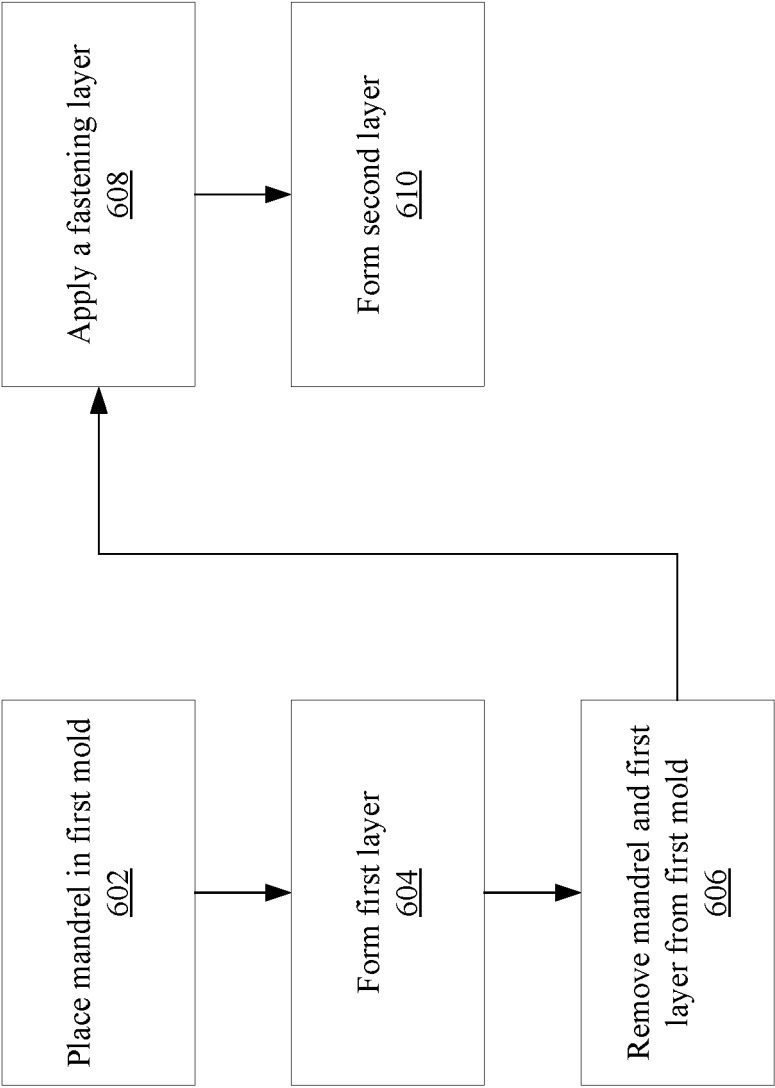 Place mandrel in first mold
602
Form first layer
604
Remove mandrel and first
layer from first mold
606
Apply a fastening layer
608
Form second layer
610